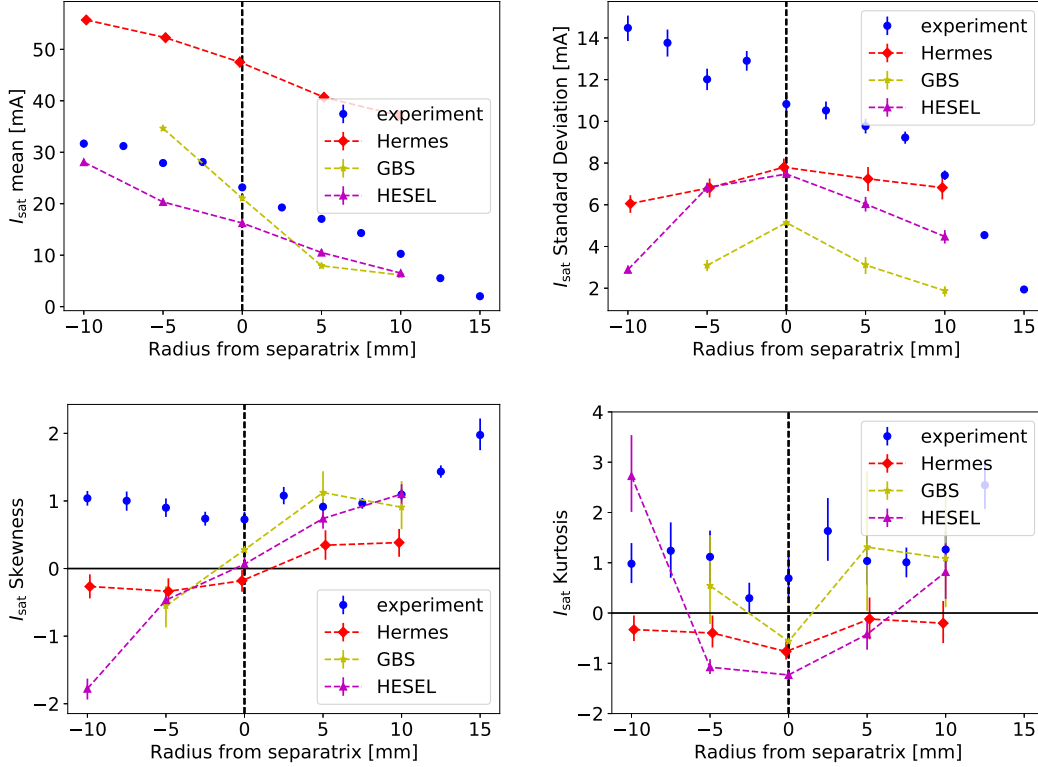 I_sat mean [mA]
50
40
30
20
10
0
−10 −5 0 5 10 15
Radius from separatrix [mm]
experiment
Hermes
GBS
HESEL
I_sat Standard Deviation [mA]
14
12
10
8
6
4
2
−10 −5 0 5 10 15
Radius from separatrix [mm]
experiment
Hermes
GBS
HESEL
I_sat Skewness
2
1
0
−1
−2
−10 −5 0 5 10 15
Radius from separatrix [mm]
experiment
Hermes
GBS
HESEL
I_sat Kurtosis
4
3
2
1
0
−1
−2
−10 −5 0 5 10 15
Radius from separatrix [mm]
experiment
Hermes
GBS
HESEL